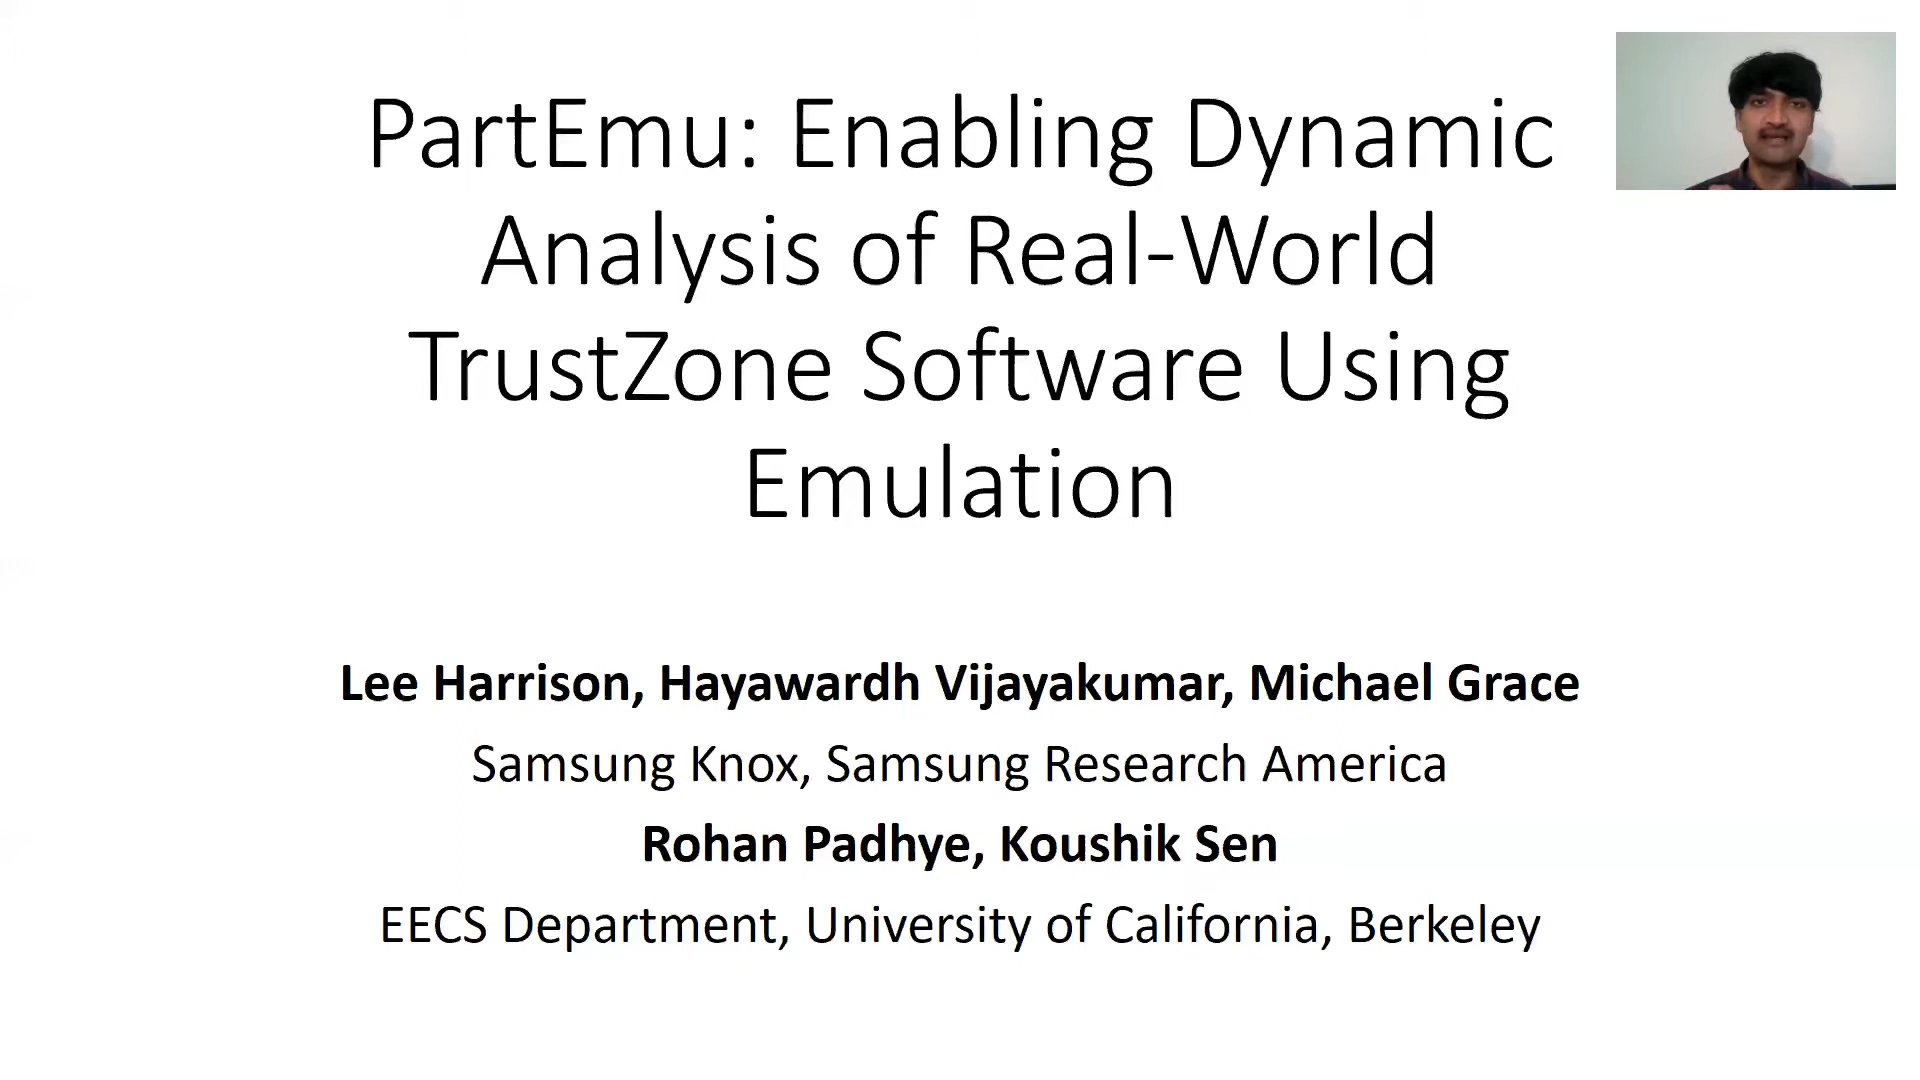 PartEmu: Enabling Dynamic
Analysis of Real-World
TrustZone Software Using
Emulation
Lee Harrison, Hayawardh Vijayakumar, Michael Grace
Samsung Knox, Samsung Research America
Rohan Padhye, Koushik Sen
EECS Department, University of California, Berkeley